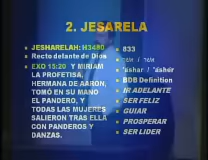 2. JESARELA
JESHARELAH: H3480
Recto delante de Dios
EXO 15:20 Y MIRIAM
LA PROFETISA,
HERMANA DE AARON,
TOMÓ EN SU MANO
EL PANDERO, Y
TODAS LAS MUJERES
SALIERON TRAS ELLA
CON PANDEROS Y
DANZAS.
833
'âshar / 'âshêr
BDB Definition
IR ADELANTE
SER FELIZ
GUIAR
PROSPERAR
SER LIDER